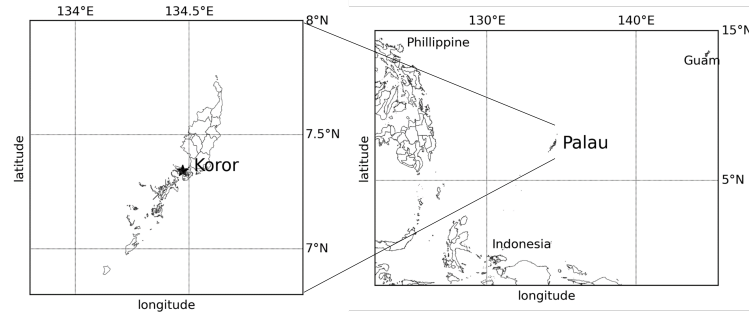 134°E
134.5°E
8°N
7.5°N
7°N
Koror
latitude
longitude
130°E
140°E
15°N
5°N
Phillippine
Guam
Palau
Indonesia
latitude
longitude